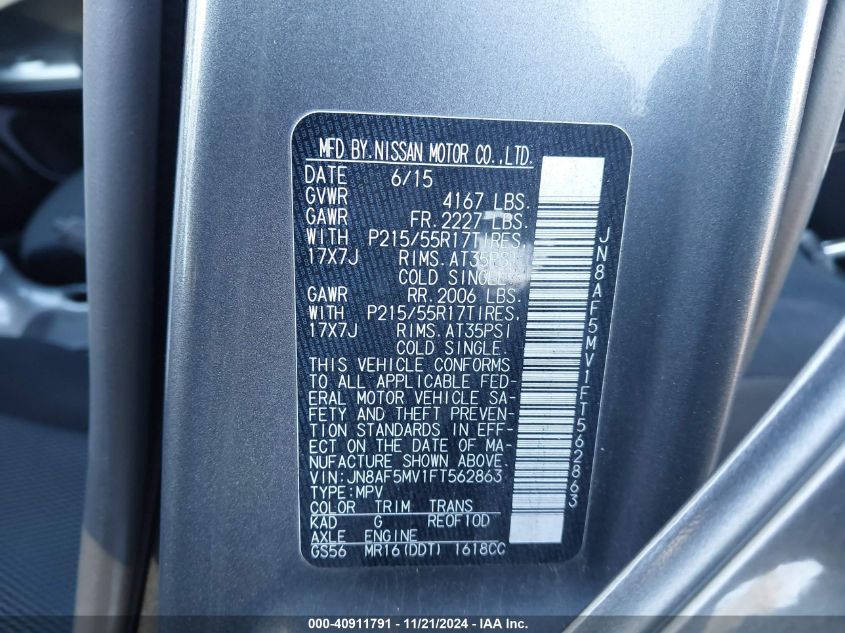 MFD BY.NISSAN MOTOR CO.,LTD.
DATE 6/15
GVWR 4167 LBS.
GAWR FR.2227 LBS.
WITH P215/55R17TIRES,
17X7J RIMS.AT35PSI
COLD SINGLE.
GAWR RR.2006 LBS.
WITH P215/55R17TIRES,
17X7J RIMS.AT35PSI
COLD SINGLE.
THIS VEHICLE CONFORMS
TO ALL APPLICABLE FED-
ERAL MOTOR VEHICLE SA-
FETY AND THEFT PREVEN-
TION STANDARDS IN EFF-
ECT ON THE DATE OF MA-
NUFACTURE SHOWN ABOVE.
VIN:JN8AF5MV1FT562863
TYPE:MPV
COLOR TRIM TRANS
KAD G RE0F10D
AXLE ENGINE
GS56 MR16(DDT) 1618CC
JN8AF5MV1FT562863
000-40911791 - 11/21/2024 - IAA Inc.